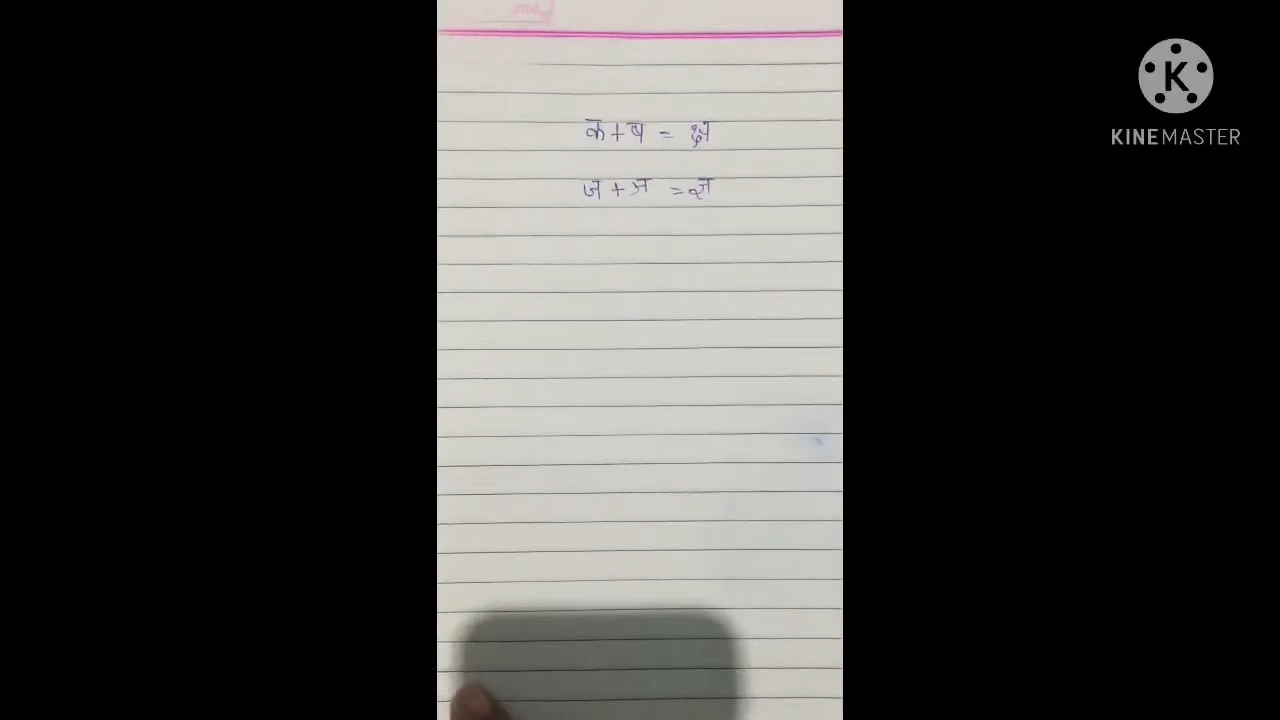 क + ष = क्ष
ज + ञ = ज्ञ
KINEMASTER